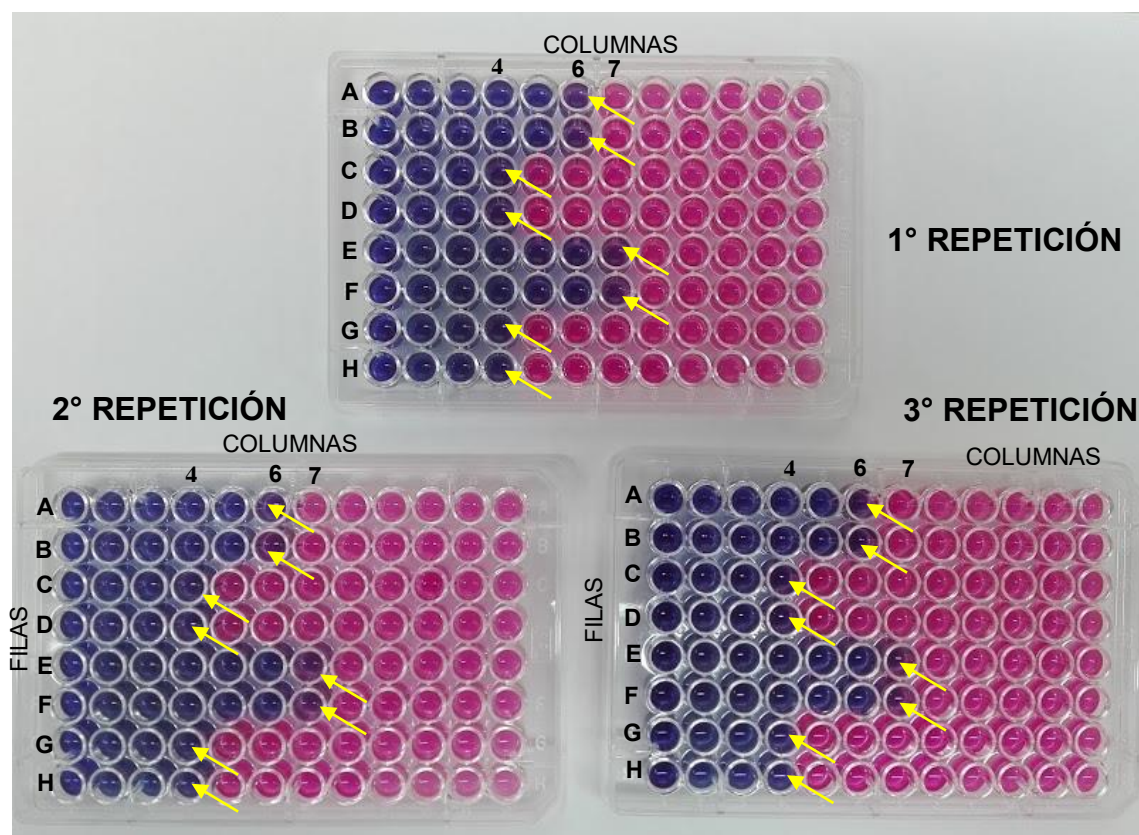 COLUMNAS
4 6 7
A
B
C
D
E
F
G
H
1° REPETICIÓN
2° REPETICIÓN
COLUMNAS
4 6 7
FILAS
A
B
C
D
E
F
G
H
3° REPETICIÓN
COLUMNAS
4 6 7
FILAS
A
B
C
D
E
F
G
H